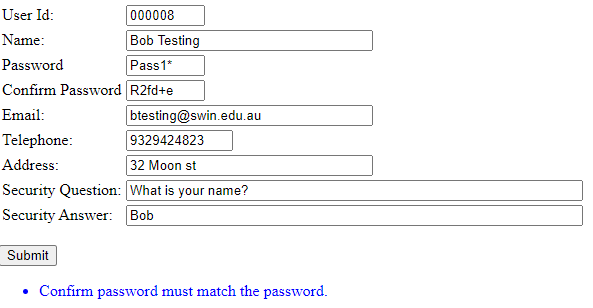 User Id: 000008
Name: Bob Testing
Password Pass1*
Confirm Password R2fd+e
Email: btesting@swin.edu.au
Telephone: 9329424823
Address: 32 Moon st
Security Question: What is your name?
Security Answer: Bob
Submit
• Confirm password must match the password.